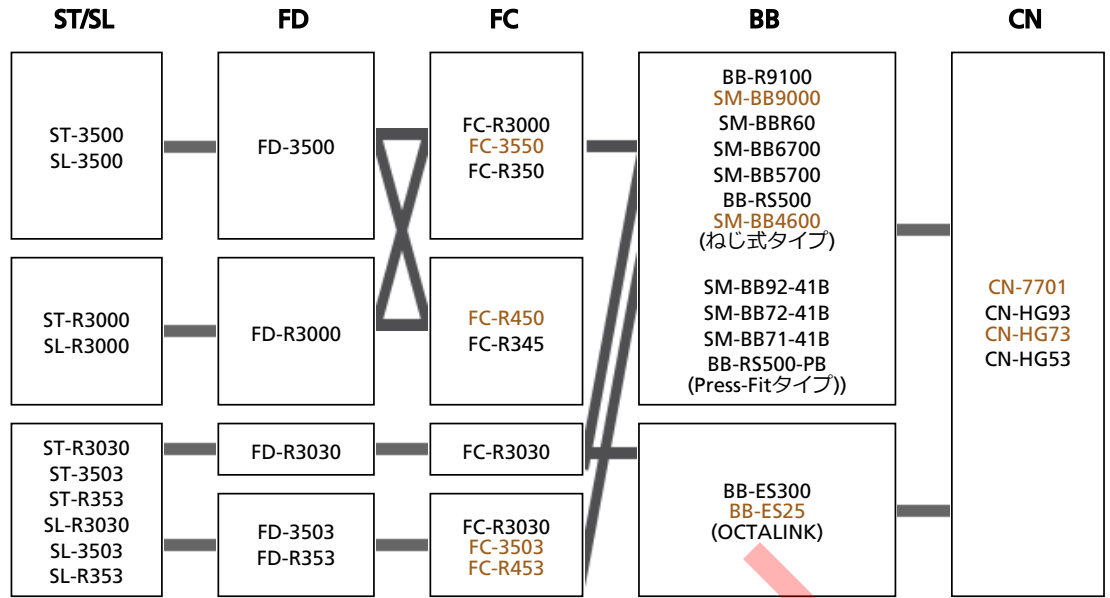 ST/SL
FD
FC
BB
CN
ST-3500
SL-3500
FD-3500
FC-R3000
FC-3550
FC-R350
BB-R9100
SM-BB9000
SM-BBR60
SM-BB6700
SM-BB5700
BB-RS500
SM-BB4600
(ねじ式タイプ)
SM-BB92-41B
SM-BB72-41B
SM-BB71-41B
BB-RS500-PB
(Press-Fitタイプ))
CN-7701
CN-HG93
CN-HG73
CN-HG53
ST-R3000
SL-R3000
FD-R3000
FC-R450
FC-R345
ST-R3030
ST-3503
ST-R353
SL-R3030
SL-3503
SL-R353
FD-R3030
FC-R3030
FD-3503
FD-R353
FC-R3030
FC-3503
FC-R453
BB-ES300
BB-ES25
(OCTALINK)